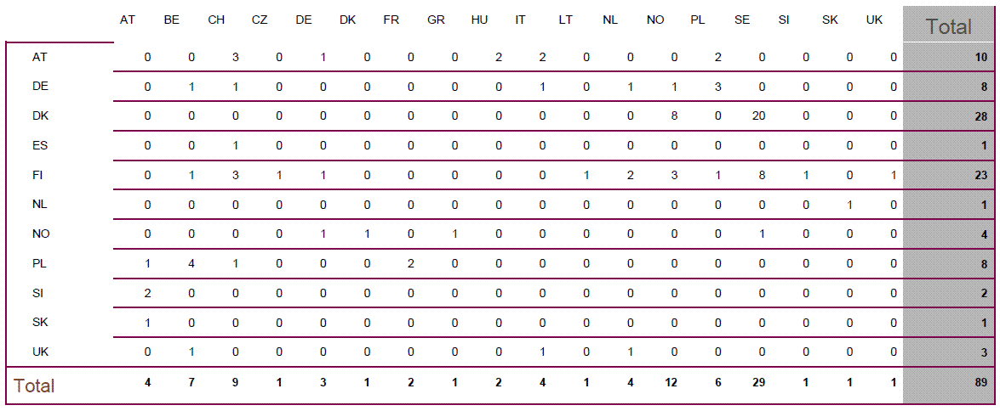 AT BE CH CZ DE DK FR GR HU IT LT NL NO PL SE SI SK UK Total
AT 0 0 3 0 1 0 0 0 2 2 0 0 0 2 0 0 0 0 10
DE 0 1 1 0 0 0 0 0 0 1 0 1 1 3 0 0 0 0 8
DK 0 0 0 0 0 0 0 0 0 0 0 0 8 0 20 0 0 0 28
ES 0 0 1 0 0 0 0 0 0 0 0 0 0 0 0 0 0 0 1
FI 0 1 3 1 1 0 0 0 0 0 1 2 3 1 8 1 0 1 23
NL 0 0 0 0 0 0 0 0 0 0 0 0 0 0 0 0 1 0 1
NO 0 0 0 0 1 1 0 1 0 0 0 0 0 0 1 0 0 0 4
PL 1 4 1 0 0 0 2 0 0 0 0 0 0 0 0 0 0 0 8
SI 2 0 0 0 0 0 0 0 0 0 0 0 0 0 0 0 0 0 2
SK 1 0 0 0 0 0 0 0 0 0 0 0 0 0 0 0 0 0 1
UK 0 1 0 0 0 0 0 0 0 1 0 1 0 0 0 0 0 0 3
Total 4 7 9 1 3 1 2 1 2 4 1 4 12 6 29 1 1 1 89